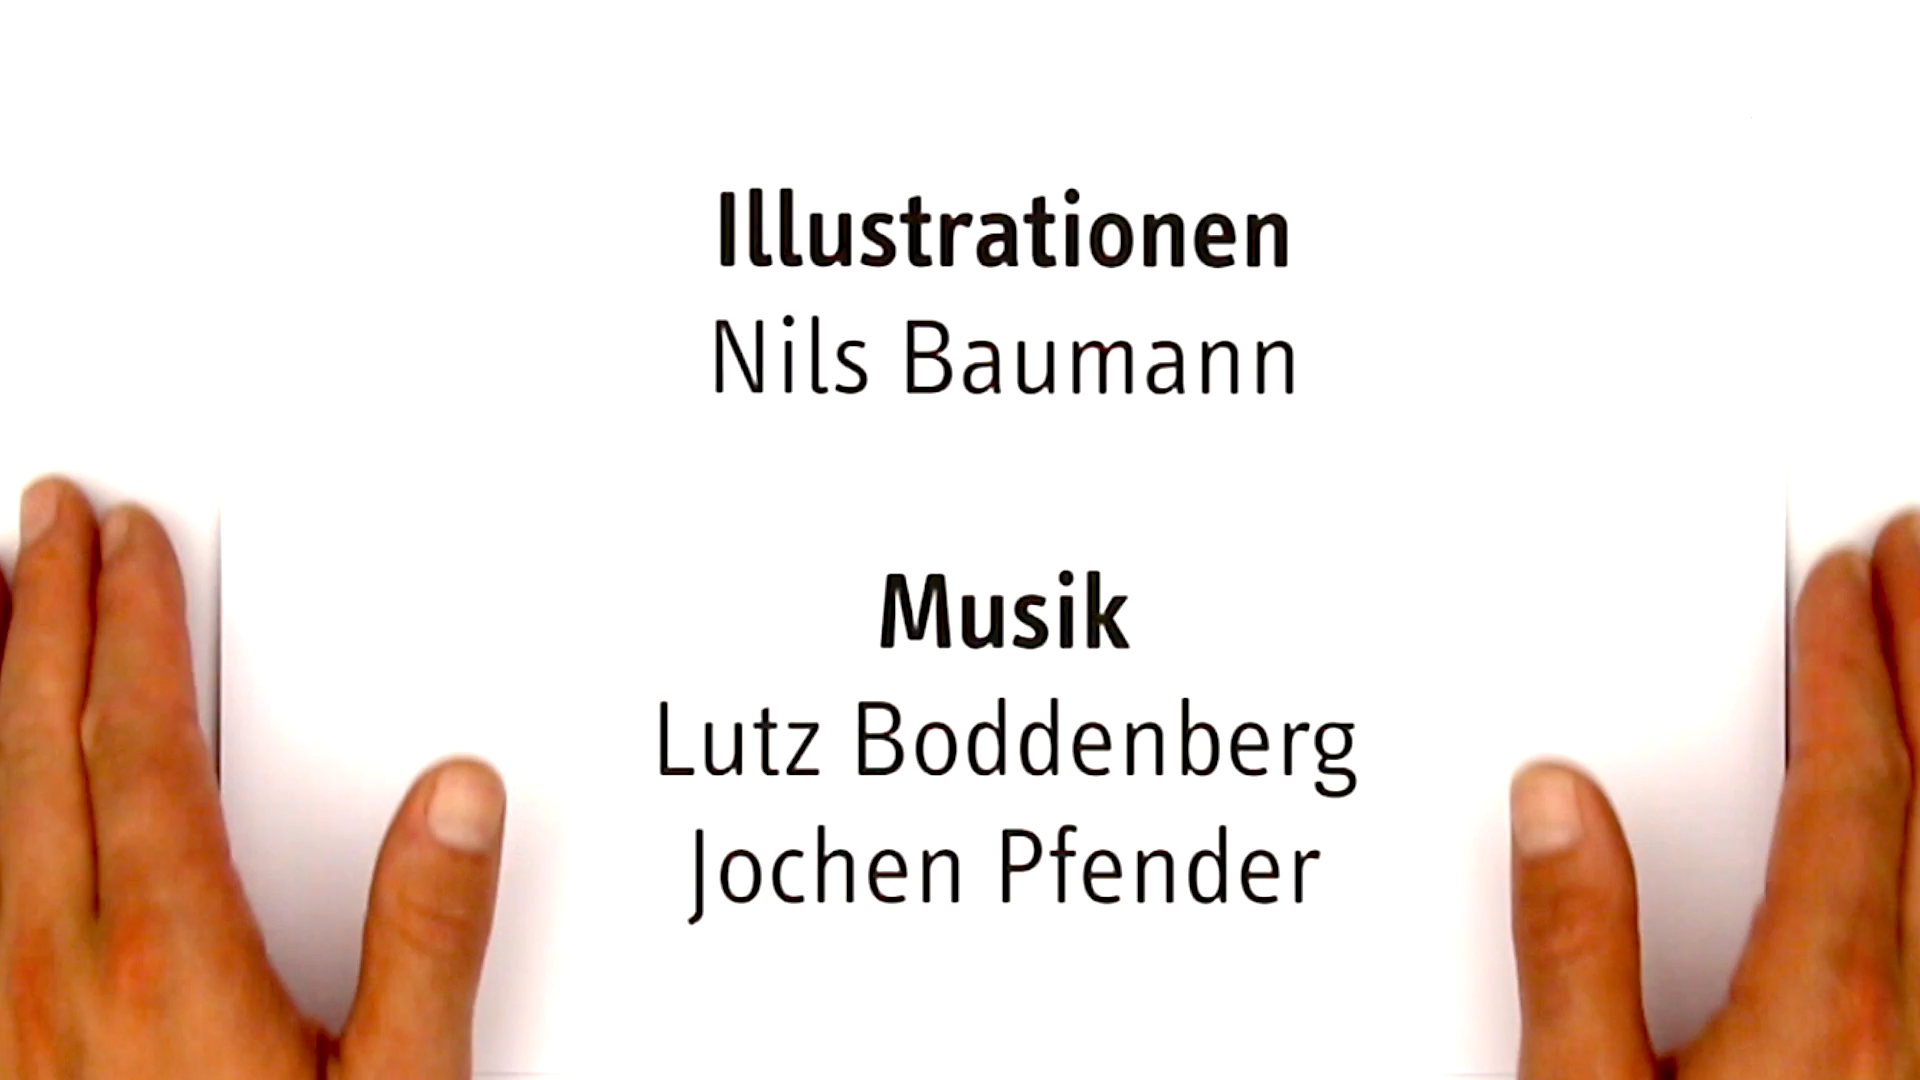 Illustrationen
Nils Baumann
Musik
Lutz Boddenberg
Jochen Pfender